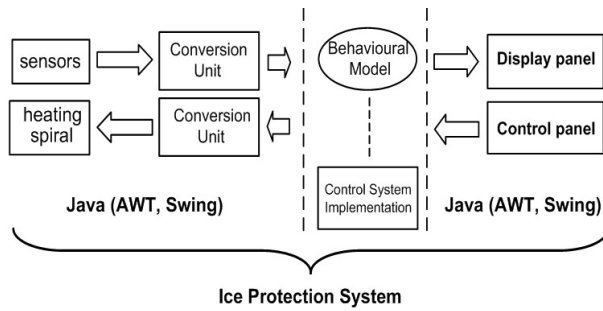 sensors
Conversion
Unit
Behavioural
Model
Display panel
heating
spiral
Conversion
Unit
Control panel
Control System
Implementation
Java (AWT, Swing)
Java (AWT, Swing)
Ice Protection System